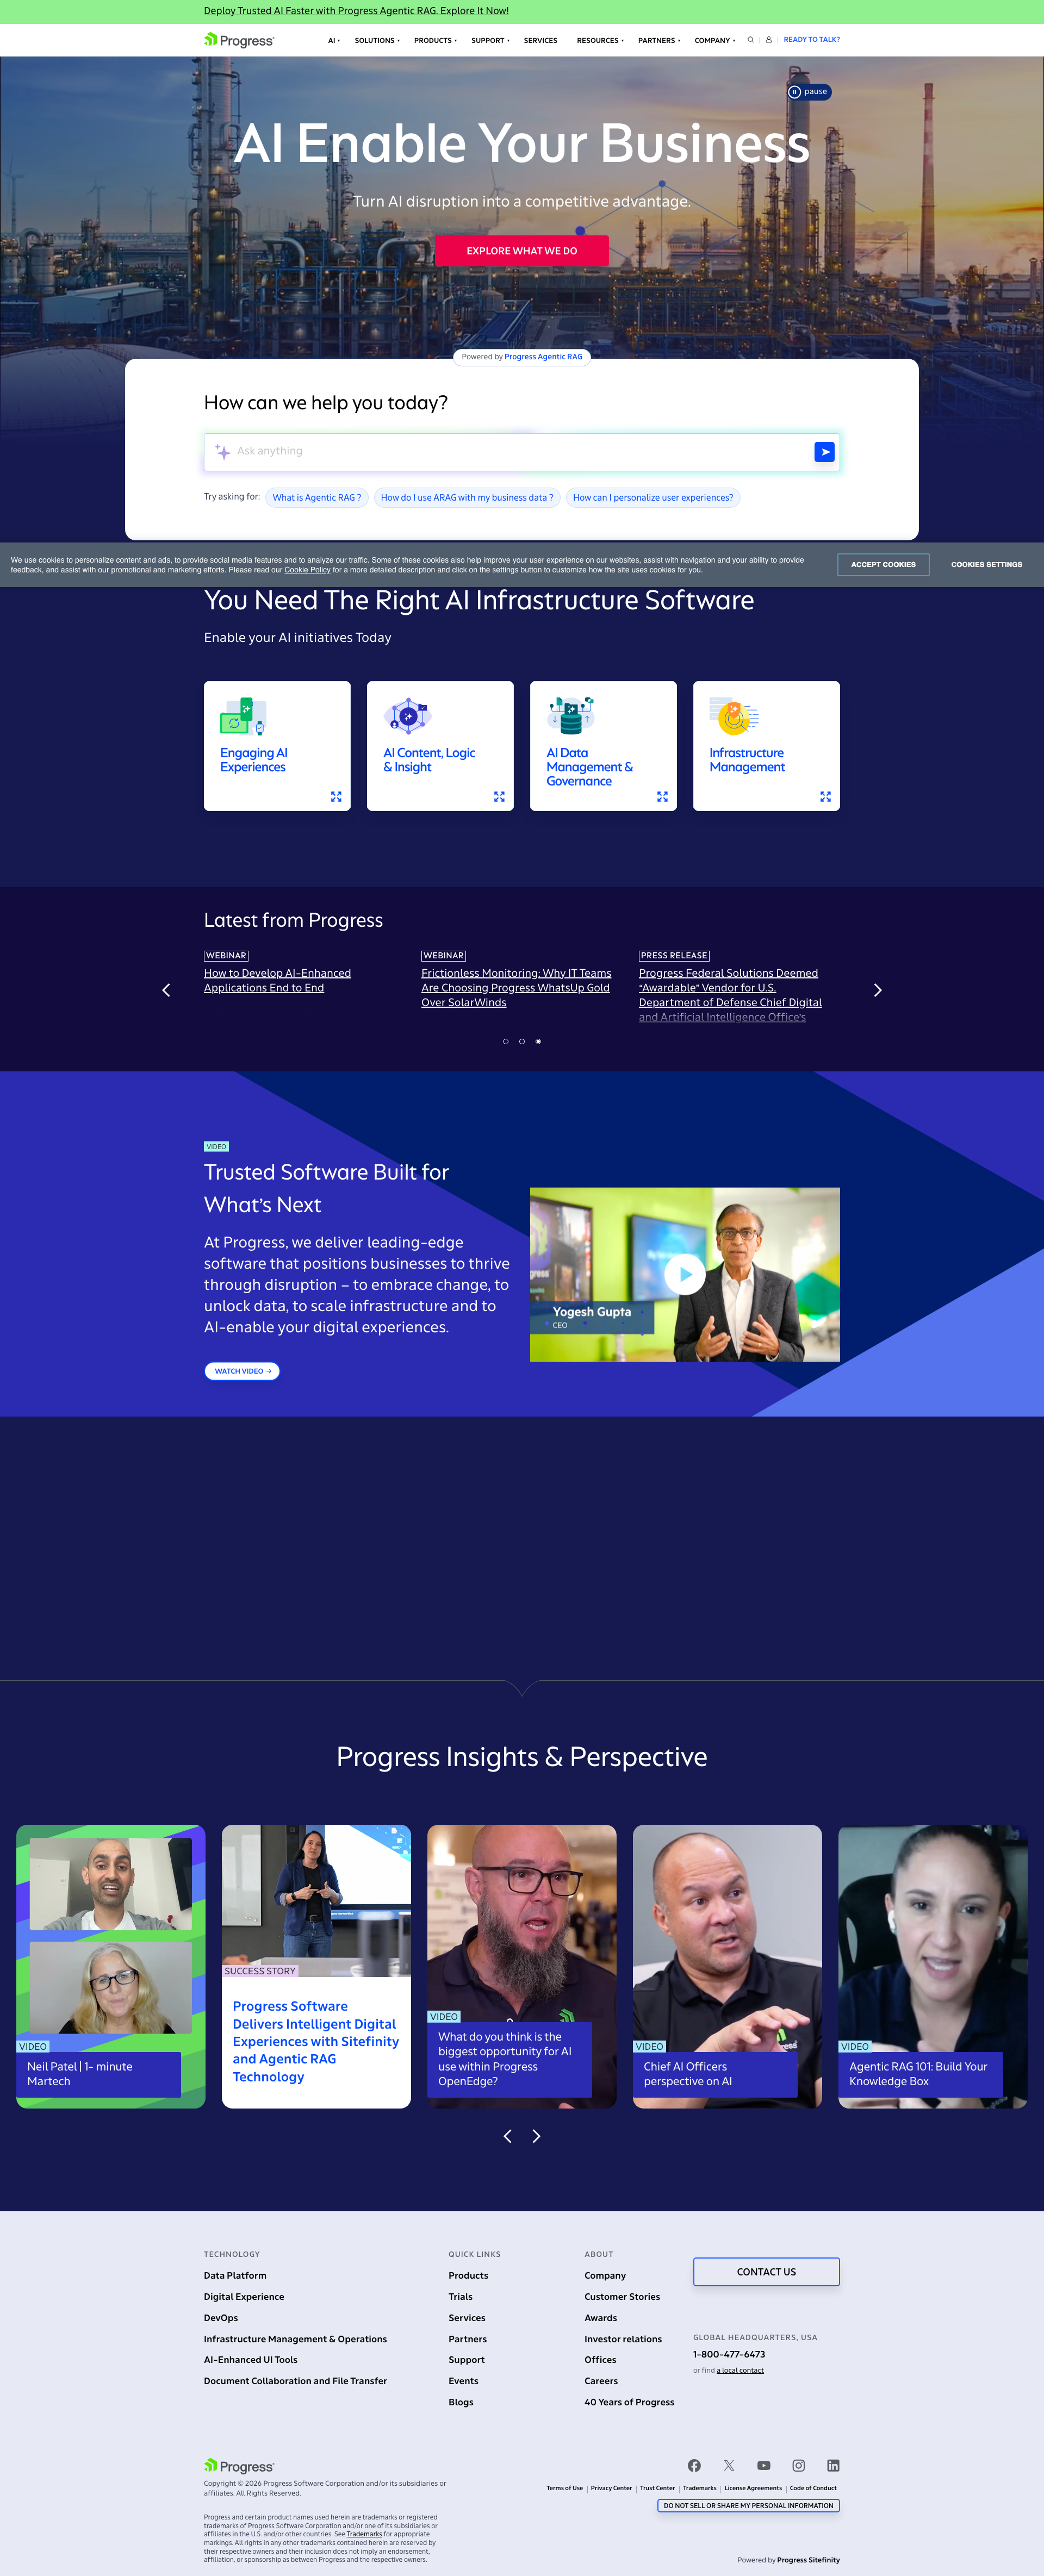 Deploy Trusted AI Faster with Progress Agentic RAG. Explore It Now!
Progress
AI
SOLUTIONS
PRODUCTS
SUPPORT
SERVICES
RESOURCES
PARTNERS
COMPANY
READY TO TALK?
pause
AI Enable Your Business
Turn AI disruption into a competitive advantage.
EXPLORE WHAT WE DO
Powered by Progress Agentic RAG
How can we help you today?
Ask anything
Try asking for:
What is Agentic RAG ?
How do I use ARAG with my business data ?
How can I personalize user experiences?
We use cookies to personalize content and ads, to provide social media features and to analyze our traffic. Some of these cookies also help improve your user experience on our websites, assist with navigation and your ability to provide
feedback, and assist with our promotional and marketing efforts. Please read our Cookie Policy for a more detailed description and click on the settings button to customize how the site uses cookies for you.
ACCEPT COOKIES
COOKIES SETTINGS
You Need The Right AI Infrastructure Software
Enable your AI initiatives Today
Engaging AI
Experiences
AI Content, Logic
& Insight
AI Data
Management &
Governance
Infrastructure
Management
Latest from Progress
WEBINAR
How to Develop AI-Enhanced
Applications End to End
WEBINAR
Frictionless Monitoring: Why IT Teams
Are Choosing Progress WhatsUp Gold
Over SolarWinds
PRESS RELEASE
Progress Federal Solutions Deemed
"Awardable" Vendor for U.S.
Department of Defense Chief Digital
and Artificial Intelligence Office's
VIDEO
Trusted Software Built for
What's Next
At Progress, we deliver leading-edge
software that positions businesses to thrive
through disruption – to embrace change, to
unlock data, to scale infrastructure and to
AI-enable your digital experiences.
WATCH VIDEO
Yogesh Gupta
CEO
Progress Insights & Perspective
VIDEO
Neil Patel | 1- minute
Martech
SUCCESS STORY
Progress Software
Delivers Intelligent Digital
Experiences with Sitefinity
and Agentic RAG
Technology
VIDEO
What do you think is the
biggest opportunity for AI
use within Progress
OpenEdge?
VIDEO
Chief AI Officers
perspective on AI
VIDEO
Agentic RAG 101: Build Your
Knowledge Box
TECHNOLOGY
Data Platform
Digital Experience
DevOps
Infrastructure Management & Operations
AI-Enhanced UI Tools
Document Collaboration and File Transfer
QUICK LINKS
Products
Trials
Services
Partners
Support
Events
Blogs
ABOUT
Company
Customer Stories
Awards
Investor relations
Offices
Careers
40 Years of Progress
CONTACT US
GLOBAL HEADQUARTERS, USA
1-800-477-6473
or find a local contact
Progress
Copyright © 2026 Progress Software Corporation and/or its subsidiaries or
affiliates. All Rights Reserved.
Progress and certain product names used herein are trademarks or registered
trademarks of Progress Software Corporation and/or one of its subsidiaries or
affiliates in the U.S. and/or other countries. See Trademarks for appropriate
markings. All rights in any other trademarks contained herein are reserved by
their respective owners and their inclusion does not imply an endorsement,
affiliation, or sponsorship as between Progress and the respective owners.
Terms of Use
Privacy Center
Trust Center
Trademarks
License Agreements
Code of Conduct
DO NOT SELL OR SHARE MY PERSONAL INFORMATION
Powered by Progress Sitefinity